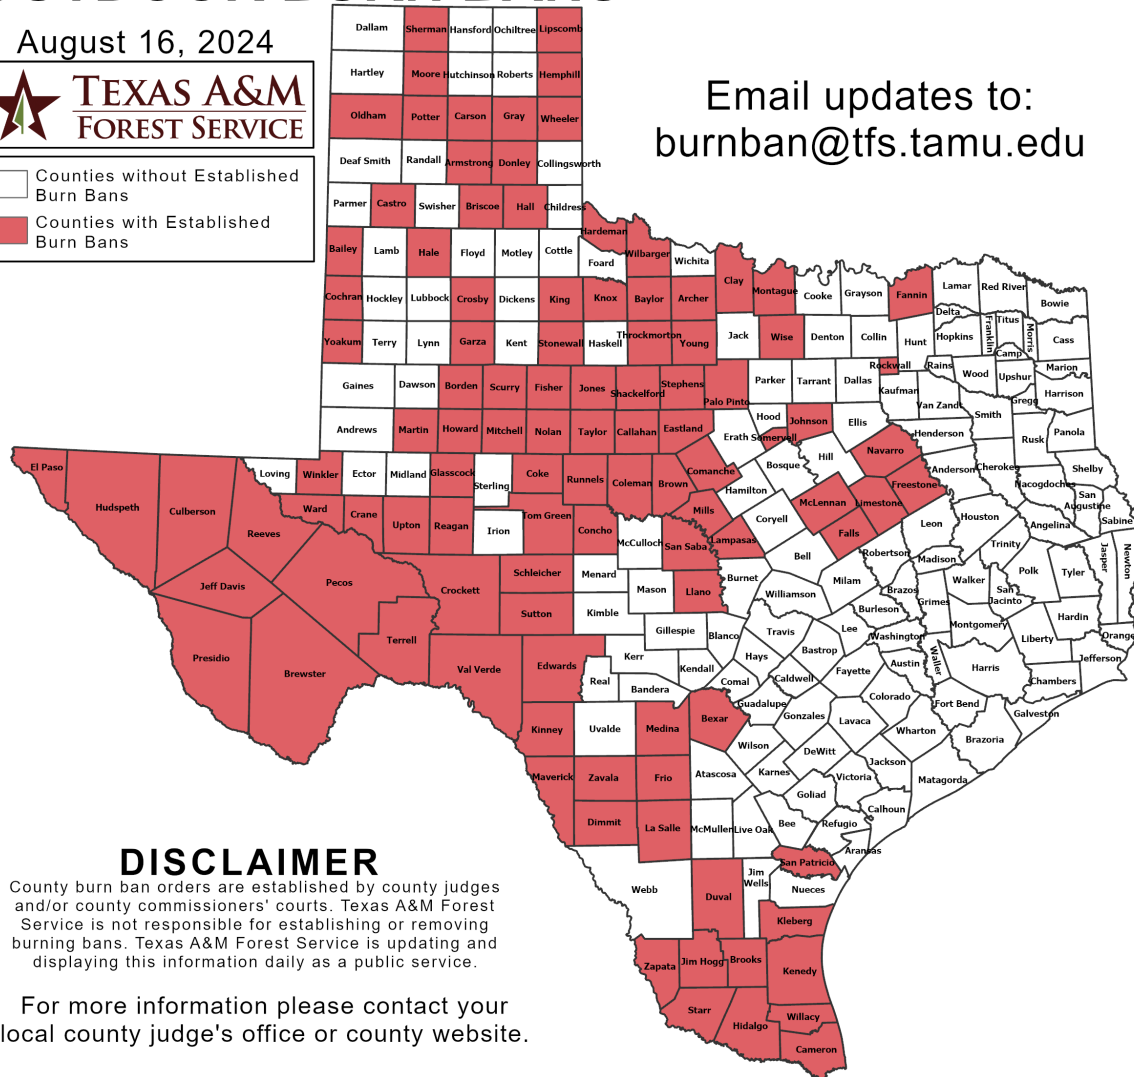 August 16, 2024
TEXAS A&M
FOREST SERVICE
Counties without Established
Burn Bans
Counties with Established
Burn Bans
Email updates to:
burnban@tfs.tamu.edu
Dallam Sherman Hansford Ochiltree Lipscomb
Hartley Moore Hutchinson Roberts Hemphill
Oldham Potter Carson Gray Wheeler
Deaf Smith Randall Armstrong Donley Collingsworth
Parmer Castro Swisher Briscoe Hall Childress
Hardeman
Bailey Lamb Hale Floyd Motley Cottle Foard Wilbarger Wichita
Clay Montague Cooke Grayson Fannin Lamar Red River Bowie
Cochran Hockley Lubbock Crosby Dickens King Knox Baylor Archer
Delta Franklin Titus Morris Cass
Yoakum Terry Lynn Garza Kent Stonewall Haskell Throckmorton Young Jack Wise Denton Collin Hunt Hopkins
Camp
Rockwall Rains Wood Upshur Marion
Gaines Dawson Borden Scurry Fisher Jones Shackelford Stephens Palo Pinto Parker Tarrant Dallas Kaufman Van Zandt Smith Gregg Harrison
Andrews Martin Howard Mitchell Nolan Taylor Callahan Eastland Erath Hood Somervell Johnson Ellis Henderson Rusk Panola
El Paso Hudspeth Culberson Reeves Loving Winkler Ector Midland Glasscock Sterling Coke Runnels Coleman Brown Comanche Hamilton Bosque Hill Navarro Anderson Cherokee Nacogdoches Shelby
Freestone
San
Augustine
Sabine
Ward Crane Upton Reagan Irion Tom Green Concho McCulloch San Saba Mills Lampasas Coryell McLennan Limestone Falls Leon Houston Angelina
Trinity
Jasper
Newton
Jeff Davis Pecos Crockett Schleicher Menard Mason Llano Burnet Bell Milam Robertson Madison Walker Polk Tyler
San
Jacinto
Sutton Kimble Williamson Burleson Brazos Grimes Montgomery Hardin
Presidio Brewster Terrell Val Verde Edwards Gillespie Blanco Travis Lee Washington Liberty Orange
Kerr Kendall Hays Bastrop Austin Waller Harris Jefferson
Real Bandera Comal Caldwell Fayette Chambers
Guadalupe Colorado Fort Bend Galveston
Kinney Uvalde Medina Bexar Gonzales Lavaca Wharton Brazoria
Wilson DeWitt Jackson
Maverick Zavala Frio Atascosa Karnes Victoria Matagorda
Goliad Calhoun
Dimmit La Salle McMullen Live Oak Bee Refugio
Aransas
San Patricio
Webb Duval
Jim
Wells
Nueces
Kleberg
Zapata Jim Hogg Brooks Kenedy
Starr Hidalgo Willacy
Cameron
DISCLAIMER
County burn ban orders are established by county judges
and/or county commissioners' courts. Texas A&M Forest
Service is not responsible for establishing or removing
burning bans. Texas A&M Forest Service is updating and
displaying this information daily as a public service.
For more information please contact your
local county judge's office or county website.